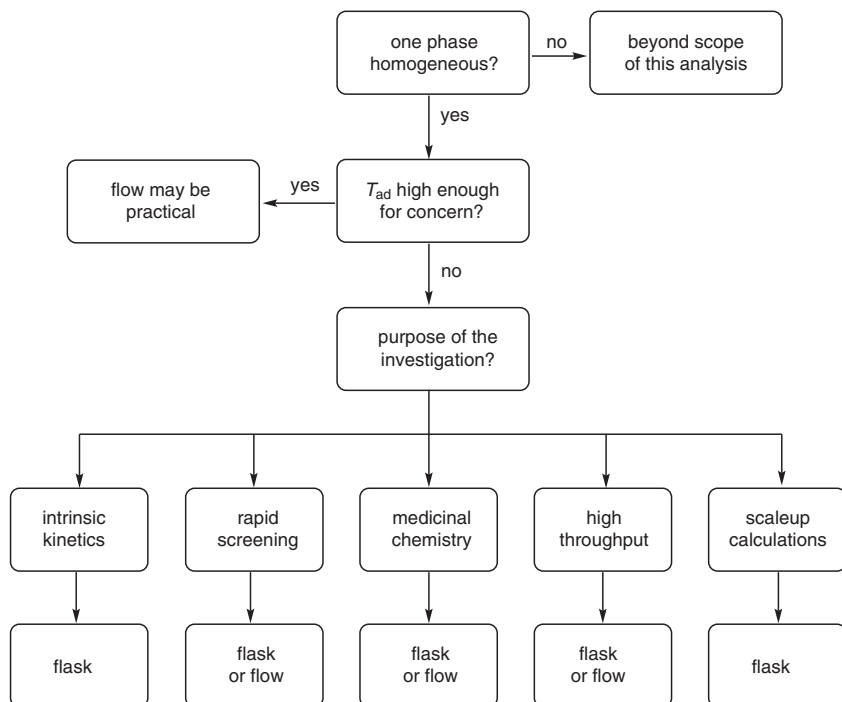 one phase
homogeneous?
no
beyond scope
of this analysis
yes
flow may be
practical
yes
Tad high enough
for concern?
no
purpose of the
investigation?
intrinsic
kinetics
rapid
screening
medicinal
chemistry
high
throughput
scaleup
calculations
flask
flask
or flow
flask
or flow
flask
or flow
flask